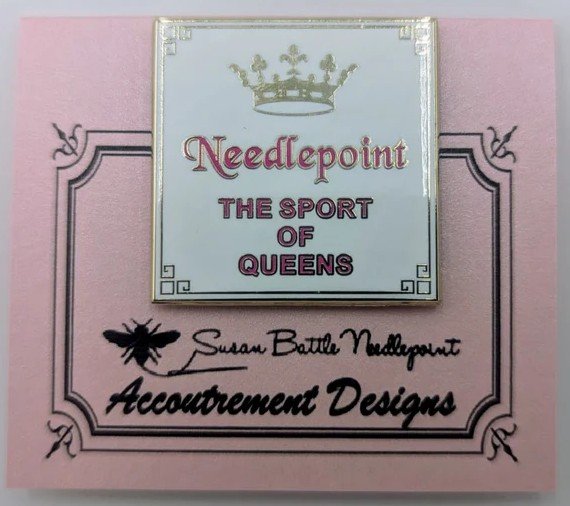 Needlepoint
THE SPORT
OF
QUEENS
Susan Battle Needlepoint
Accoutrement Designs